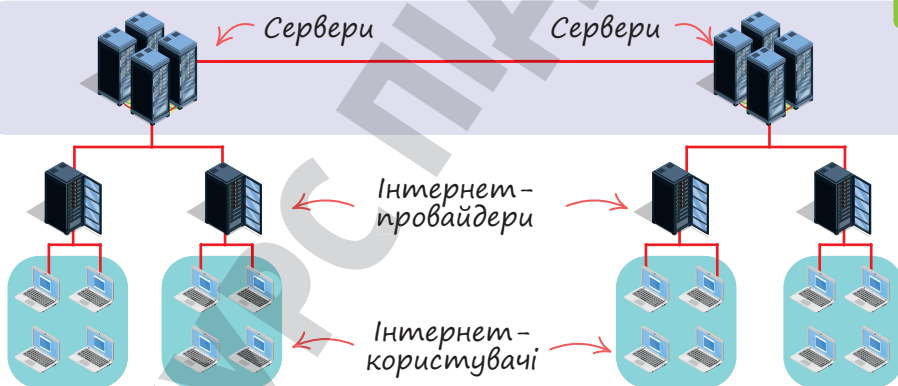 Сервери
Сервери
Інтернет-
провайдери
Інтернет-
користувачі